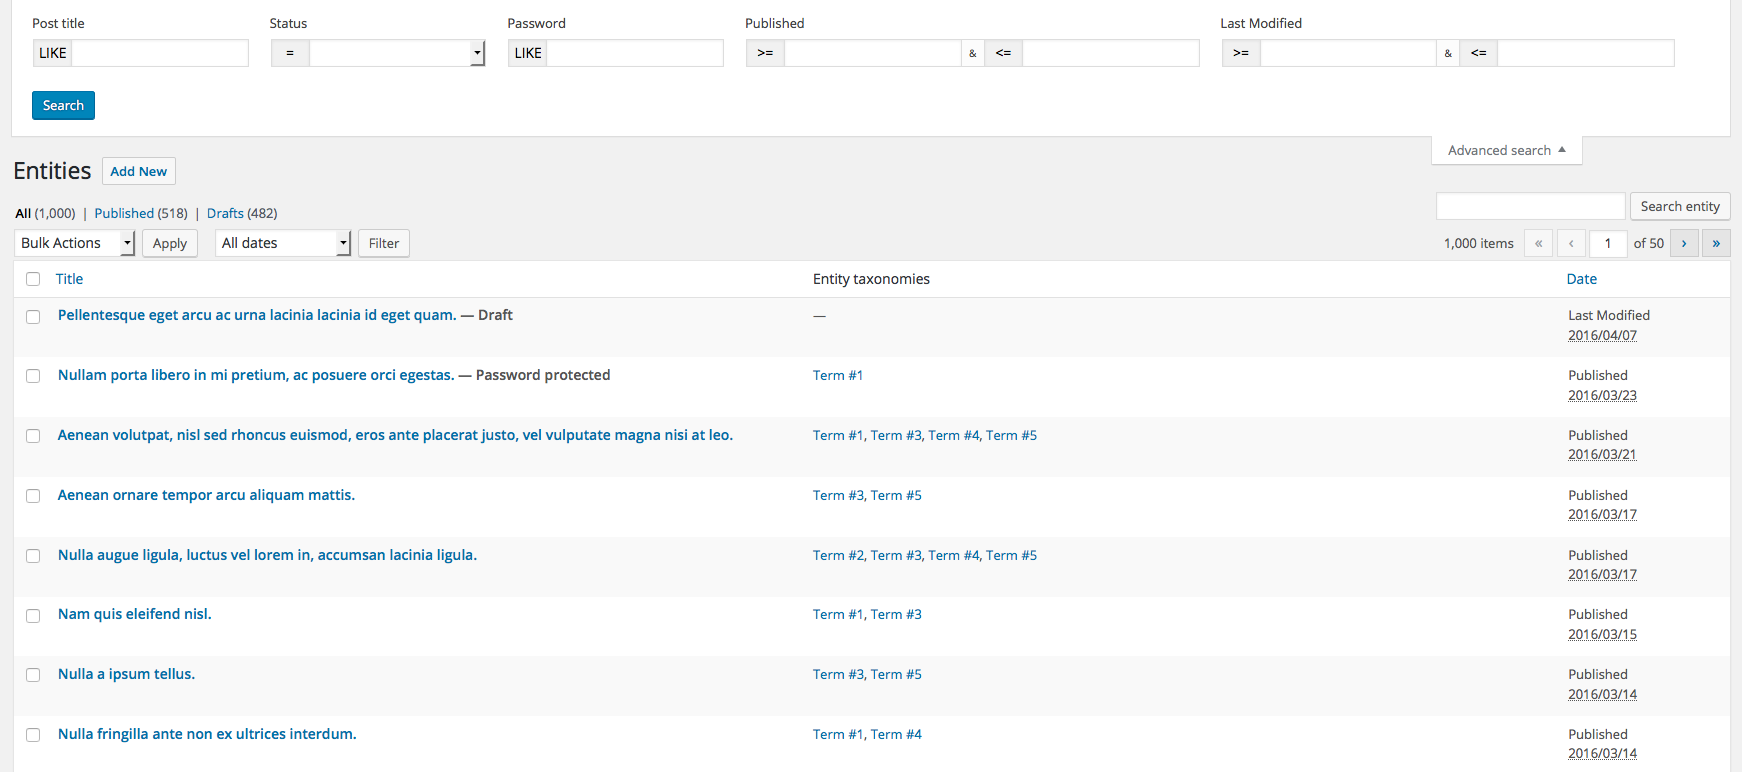 Post title Status Password Published Last Modified
LIKE = LIKE >= & <= >= & <=
Search
Advanced search
Entities Add New
All (1,000) | Published (518) | Drafts (482)
Search entity
Bulk Actions Apply All dates Filter 1,000 items « ‹ 1 of 50 › »
Title Entity taxonomies Date
Pellentesque eget arcu ac urna lacinia lacinia id eget quam. — Draft — Last Modified
2016/04/07
Nullam porta libero in mi pretium, ac posuere orci egestas. — Password protected Term #1 Published
2016/03/23
Aenean volutpat, nisl sed rhoncus euismod, eros ante placerat justo, vel vulputate magna nisi at leo. Term #1, Term #3, Term #4, Term #5 Published
2016/03/21
Aenean ornare tempor arcu aliquam mattis. Term #3, Term #5 Published
2016/03/17
Nulla augue ligula, luctus vel lorem in, accumsan lacinia ligula. Term #2, Term #3, Term #4, Term #5 Published
2016/03/17
Nam quis eleifend nisl. Term #1, Term #3 Published
2016/03/15
Nulla a ipsum tellus. Term #3, Term #5 Published
2016/03/14
Nulla fringilla ante non ex ultrices interdum. Term #1, Term #4 Published
2016/03/14